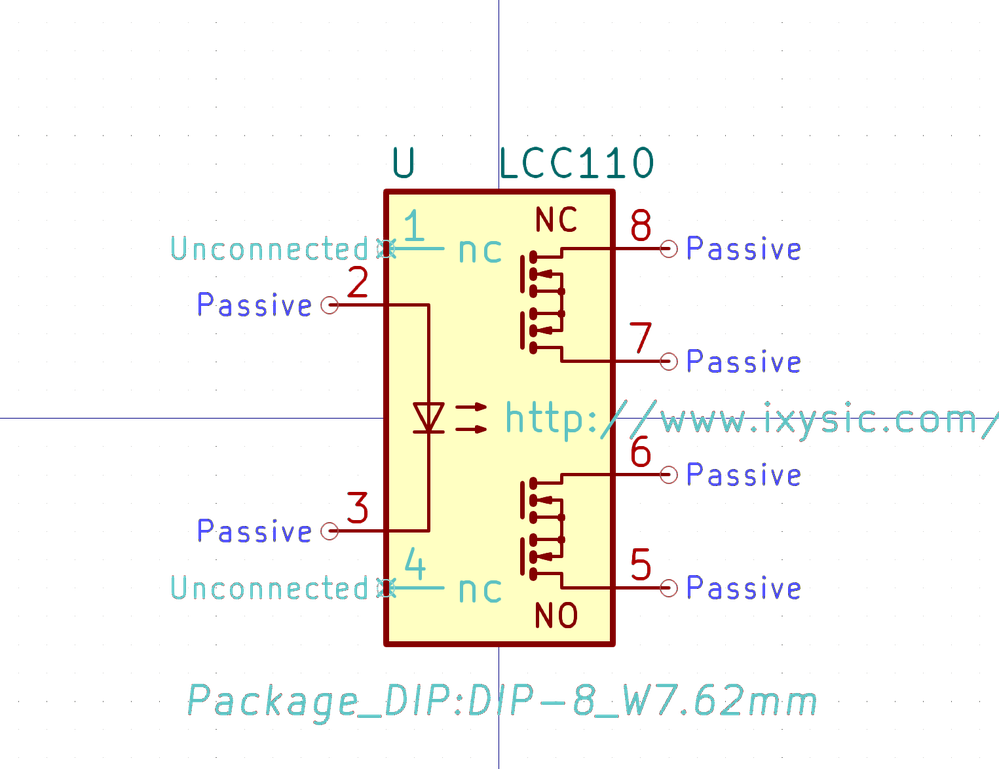 U LCC110
NC
Unconnected 1 nc 8 Passive
Passive 2
7 Passive
http://www.ixysic.com/
6 Passive
Passive 3
Unconnected 4 nc 5 Passive
NO
Package_DIP:DIP-8_W7.62mm